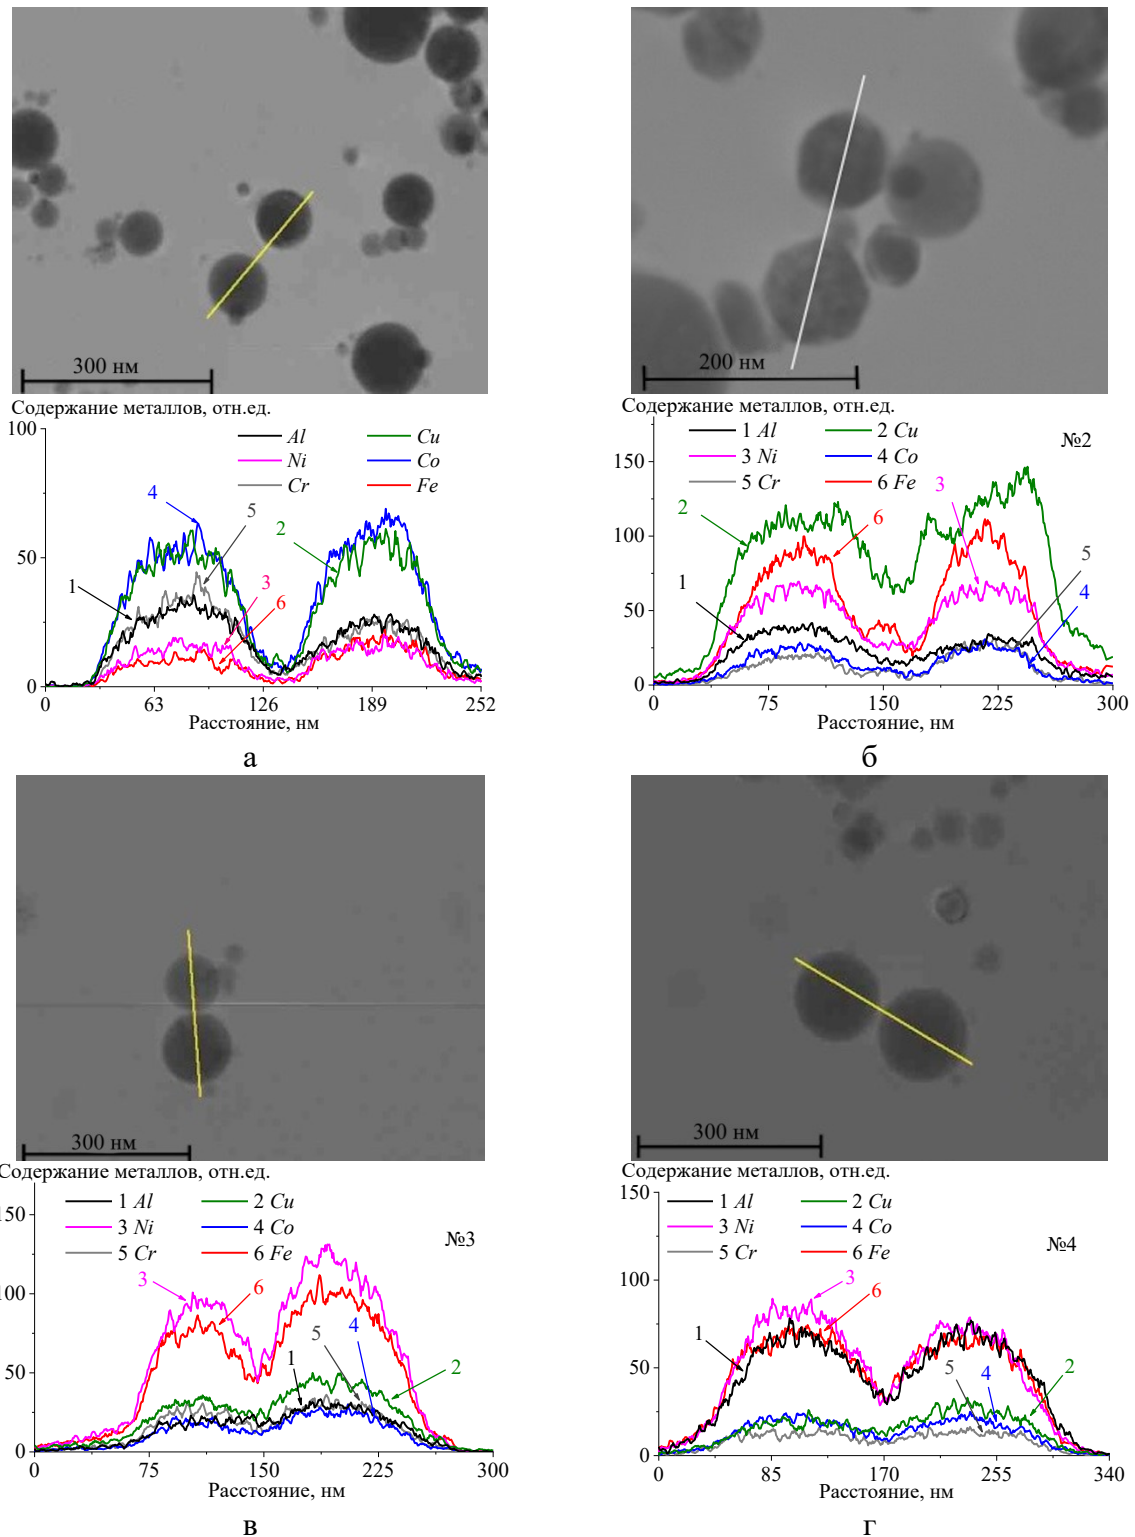 300 нм
Содержание металлов, отн.ед.
100
50
0
Al
Cu
Ni
Co
Cr
Fe
4
5
2
1
3
6
0
63
126
189
252
Расстояние, нм
а
200 нм
Содержание металлов, отн.ед.
150
100
50
0
1 Al
2 Cu
3 Ni
4 Co
5 Cr
6 Fe
№2
2
6
3
1
5
4
0
75
150
225
300
Расстояние, нм
б
300 нм
Содержание металлов, отн.ед.
150
100
50
0
1 Al
2 Cu
3 Ni
4 Co
5 Cr
6 Fe
№3
3
6
5
4
1
2
0
75
150
225
300
Расстояние, нм
в
300 нм
Содержание металлов, отн.ед.
150
100
50
0
1 Al
2 Cu
3 Ni
4 Co
5 Cr
6 Fe
№4
3
6
1
5
4
2
0
85
170
255
340
Расстояние, нм
г